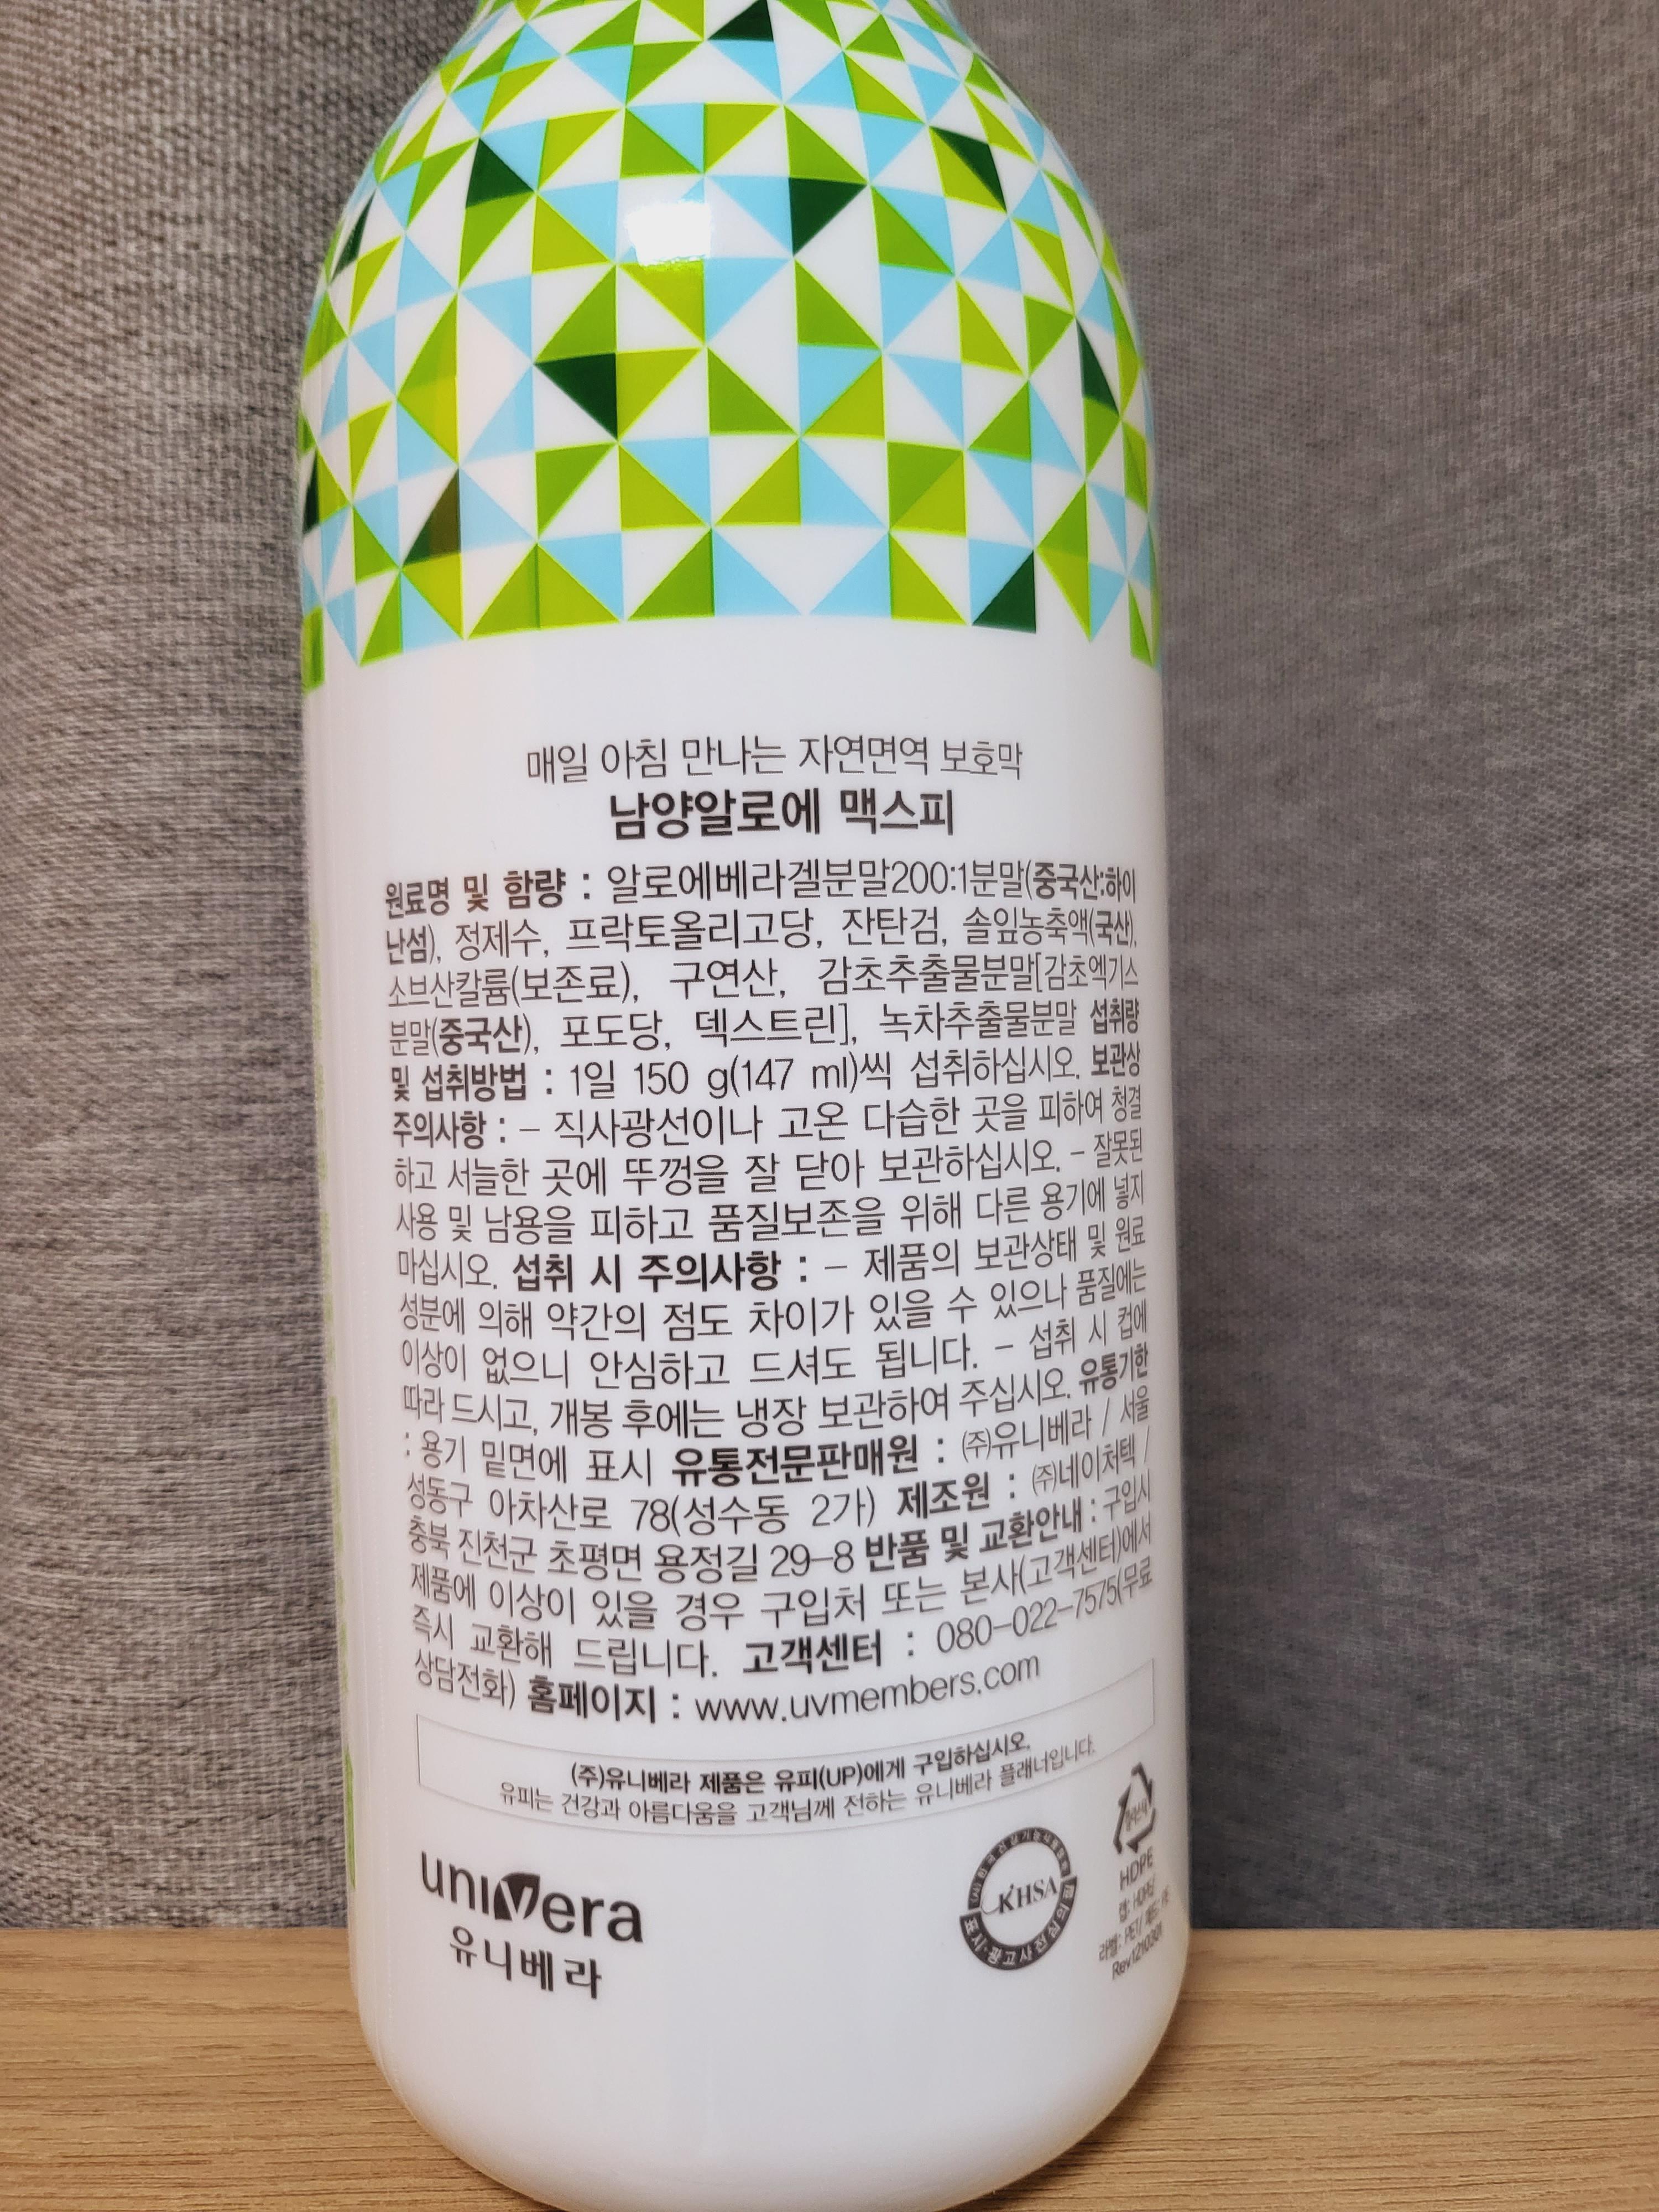 매일 아침 만나는 자연면역 보호막
남양알로에 맥스피
원료명 및 함량 : 알로에베라겔분말200:1분말(중국산:하이
난섬), 정제수, 프락토올리고당, 잔탄검, 솔잎농축액(국산),
소브산칼륨(보존료), 구연산, 감초추출물분말[감초엑기스
분말(중국산), 포도당, 덱스트린], 녹차추출물분말 섭취량
및 섭취방법 : 1일 150 g(147 ml)씩 섭취하십시오. 보관상
주의사항 : – 직사광선이나 고온 다습한 곳을 피하여 청결
하고 서늘한 곳에 뚜껑을 잘 닫아 보관하십시오. – 잘못된
사용 및 남용을 피하고 품질보존을 위해 다른 용기에 넣지
마십시오. 섭취 시 주의사항 : – 제품의 보관상태 및 원료
성분에 의해 약간의 점도 차이가 있을 수 있으나 품질에는
이상이 없으니 안심하고 드셔도 됩니다. – 섭취 시 컵에
따라 드시고, 개봉 후에는 냉장 보관하여 주십시오. 유통기한
: 용기 밑면에 표시 유통전문판매원 : ㈜유니베라 / 서울
성동구 아차산로 78(성수동 2가) 제조원 : ㈜네이처텍 /
충북 진천군 초평면 용정길 29–8 반품 및 교환안내 : 구입시
제품에 이상이 있을 경우 구입처 또는 본사(고객센터)에서
즉시 교환해 드립니다. 고객센터 : 080–022–7575(무료
상담전화) 홈페이지 : www.uvmembers.com
(주)유니베라 제품은 유피(UP)에게 구입하십시오.
유피는 건강과 아름다움을 고객님께 전하는 유니베라 플래너입니다.
univera
유니베라
KHSA
표시·광고사전심의필
HDPE
캡: HDPE
Rev.1210301